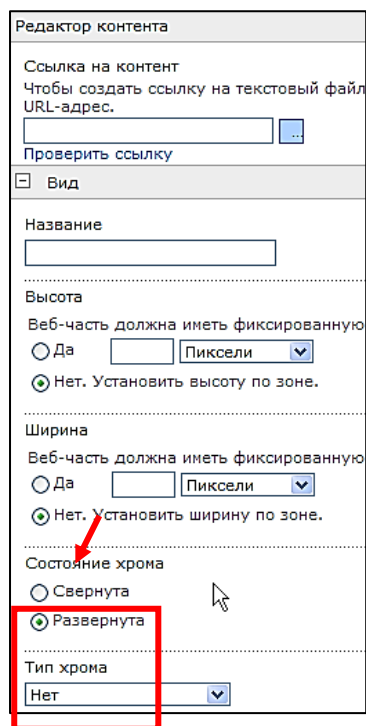 Редактор контента
Ссылка на контент
Чтобы создать ссылку на текстовый файл
URL-адрес.
...
Проверить ссылку
Вид
Название
Высота
Веб-часть должна иметь фиксированную
Да Пиксели
Нет. Установить высоту по зоне.
Ширина
Веб-часть должна иметь фиксированную
Да Пиксели
Нет. Установить ширину по зоне.
Состояние хрома
Свернута
Развернута
Тип хрома
Нет